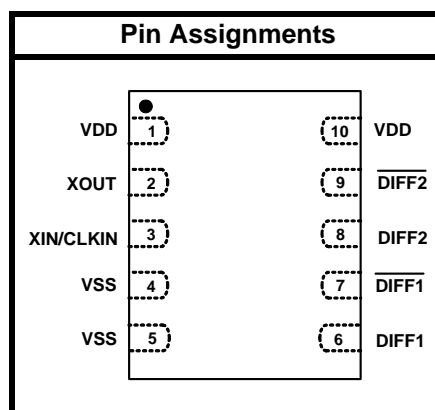 Pin Assignments
VDD 1 10 VDD
XOUT 2 9 DIFF2
XIN/CLKIN 3 8 DIFF2
VSS 4 7 DIFF1
VSS 5 6 DIFF1